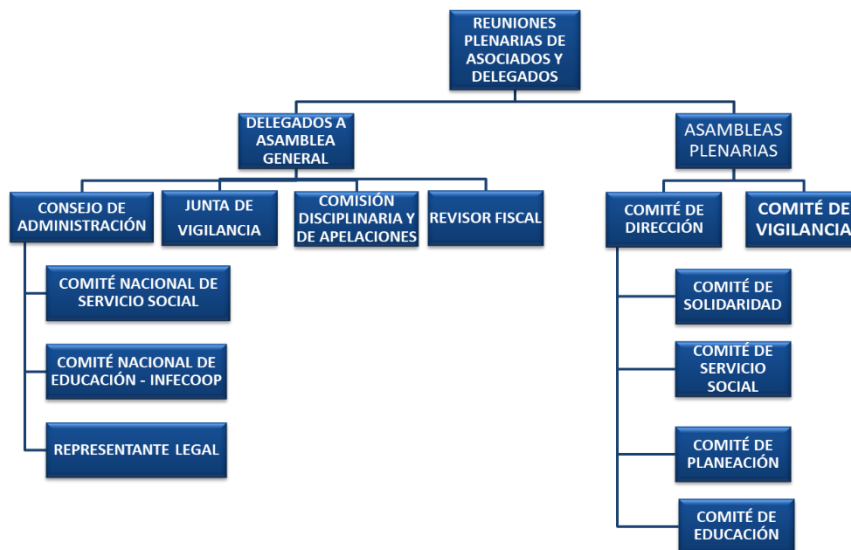 REUNIONES
PLENARIAS DE
ASOCIADOS Y
DELEGADOS
DELEGADOS A
ASAMBLEA
GENERAL
ASAMBLEAS
PLENARIAS
CONSEJO DE
ADMINISTRACIÓN
JUNTA DE
VIGILANCIA
COMISIÓN
DISCIPLINARIA Y
DE APELACIONES
REVISOR FISCAL
COMITÉ DE
DIRECCIÓN
COMITÉ DE
VIGILANCIA
COMITÉ NACIONAL DE
SERVICIO SOCIAL
COMITÉ NACIONAL DE
EDUCACIÓN - INFECOOP
REPRESENTANTE LEGAL
COMITÉ DE
SOLIDARIDAD
COMITÉ DE
SERVICIO
SOCIAL
COMITÉ DE
PLANEACIÓN
COMITÉ DE
EDUCACIÓN